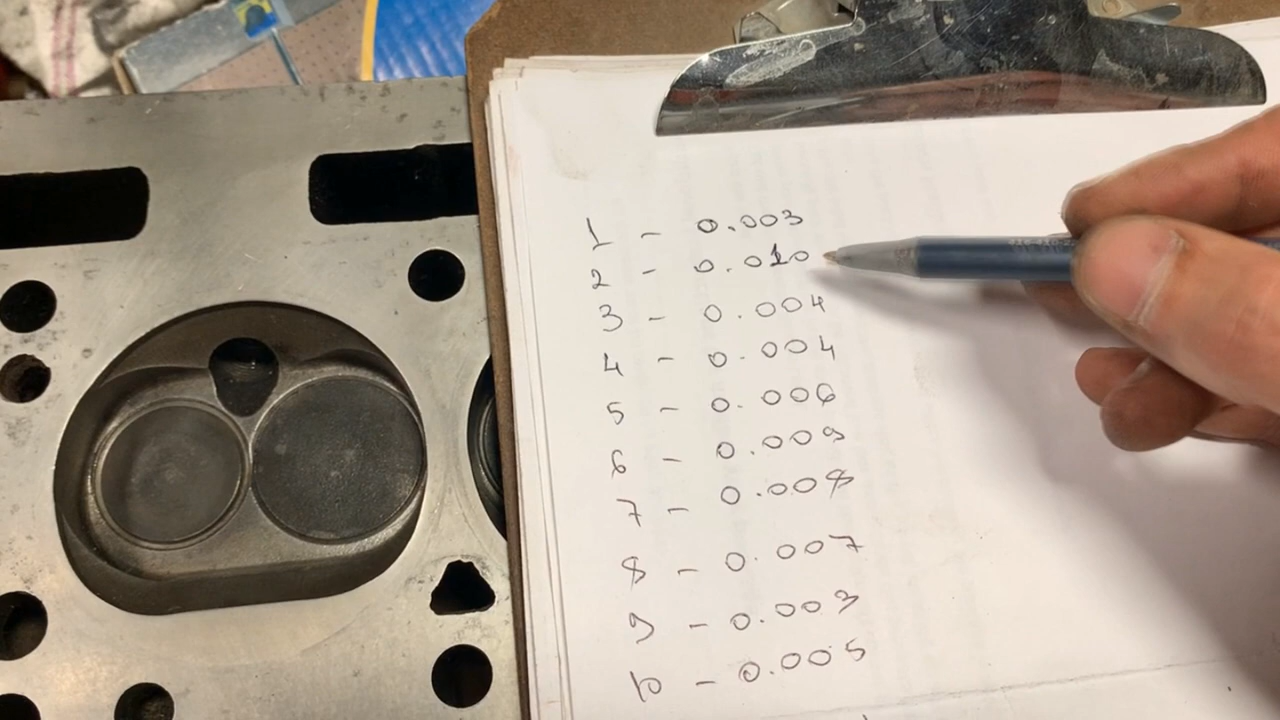 1 - 0.003
2 - 0.010
3 - 0.004
4 - 0.004
5 - 0.006
6 - 0.009
7 - 0.008
8 - 0.007
9 - 0.003
10 - 0.005